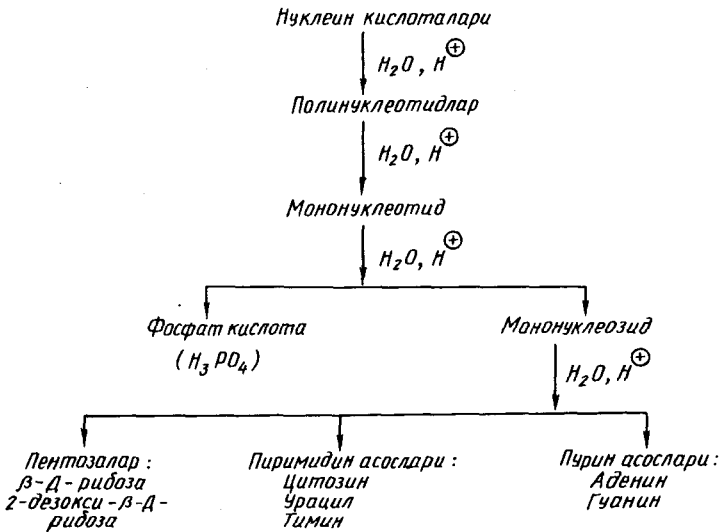 Нуклеин кислоталари
H₂O, H⊕
Полинуклеотидлар
H₂O, H⊕
Мононуклеотид
H₂O, H⊕
Фосфат кислота
(H₃PO₄)
Мононуклеозид
H₂O, H⊕
Пентозалар:
β-Д-рибоза
2-дезокси-β-Д-
рибоза
Пиримидин асослари:
Цитозин
Урацил
Тимин
Пурин асослари:
Аденин
Гуанин